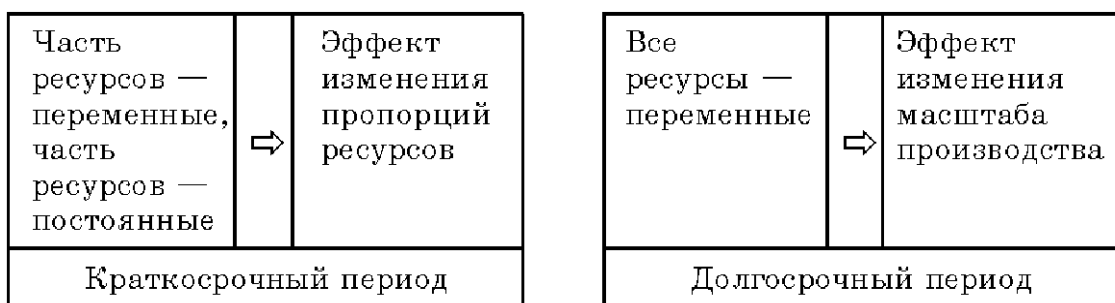 Часть
ресурсов —
переменные,
часть
ресурсов —
постоянные
⇨
Эффект
изменения
пропорций
ресурсов
Краткосрочный период
Все
ресурсы —
переменные
⇨
Эффект
изменения
масштаба
производства
Долгосрочный период